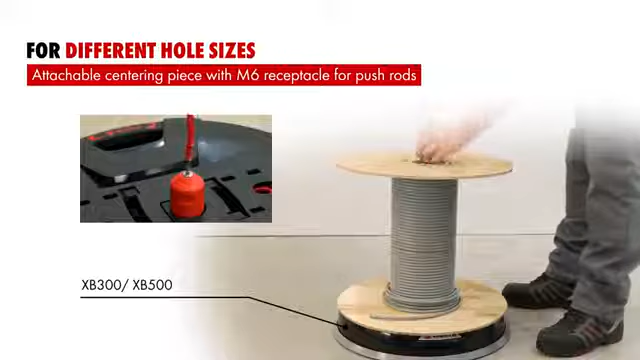 FOR DIFFERENT HOLE SIZES
Attachable centering piece with M6 receptacle for push rods
XB300/ XB500